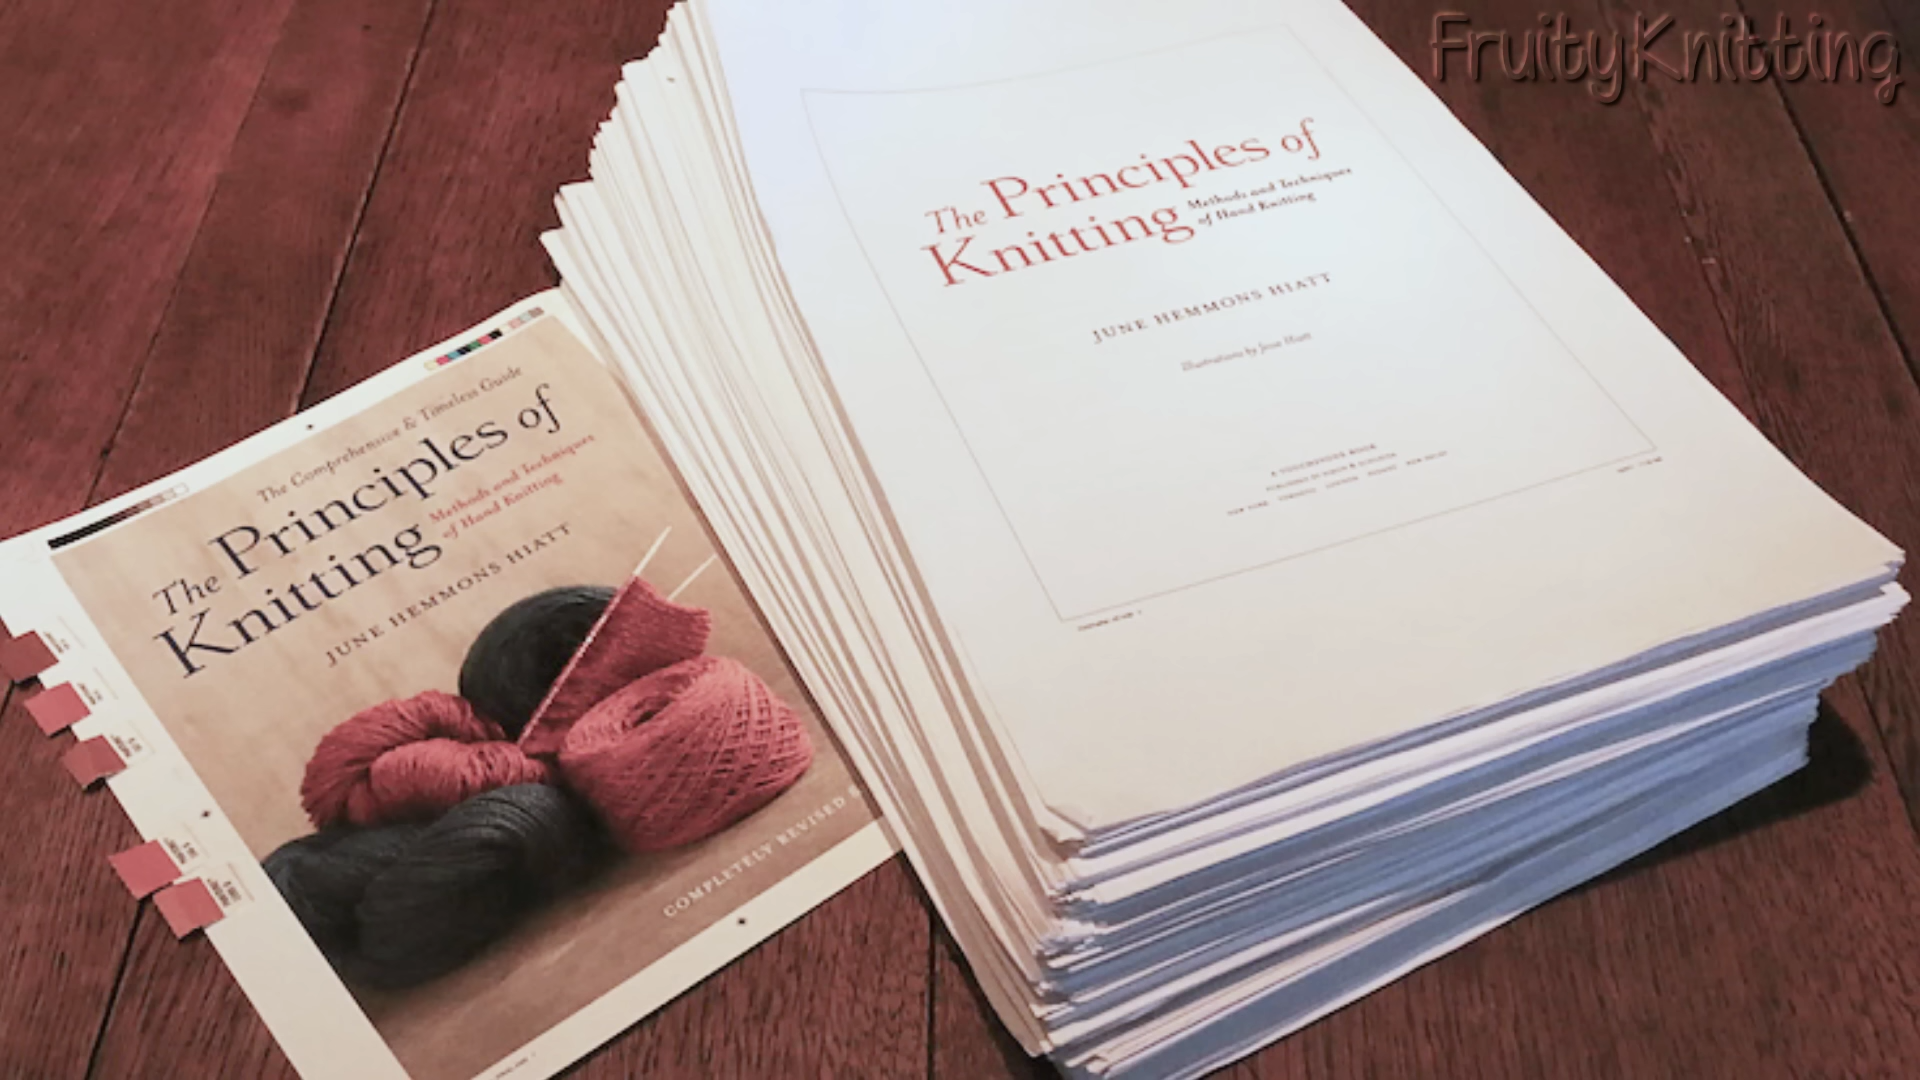 FruityKnitting
The Principles of
Knitting Methods and Techniques
of Hand Knitting
JUNE HEMMONS HIATT
Illustrations by Jesse Hiatt
The Comprehensive & Timeless Guide
The Principles of
Knitting Methods and Techniques
of Hand Knitting
JUNE HEMMONS HIATT
COMPLETELY REVISED